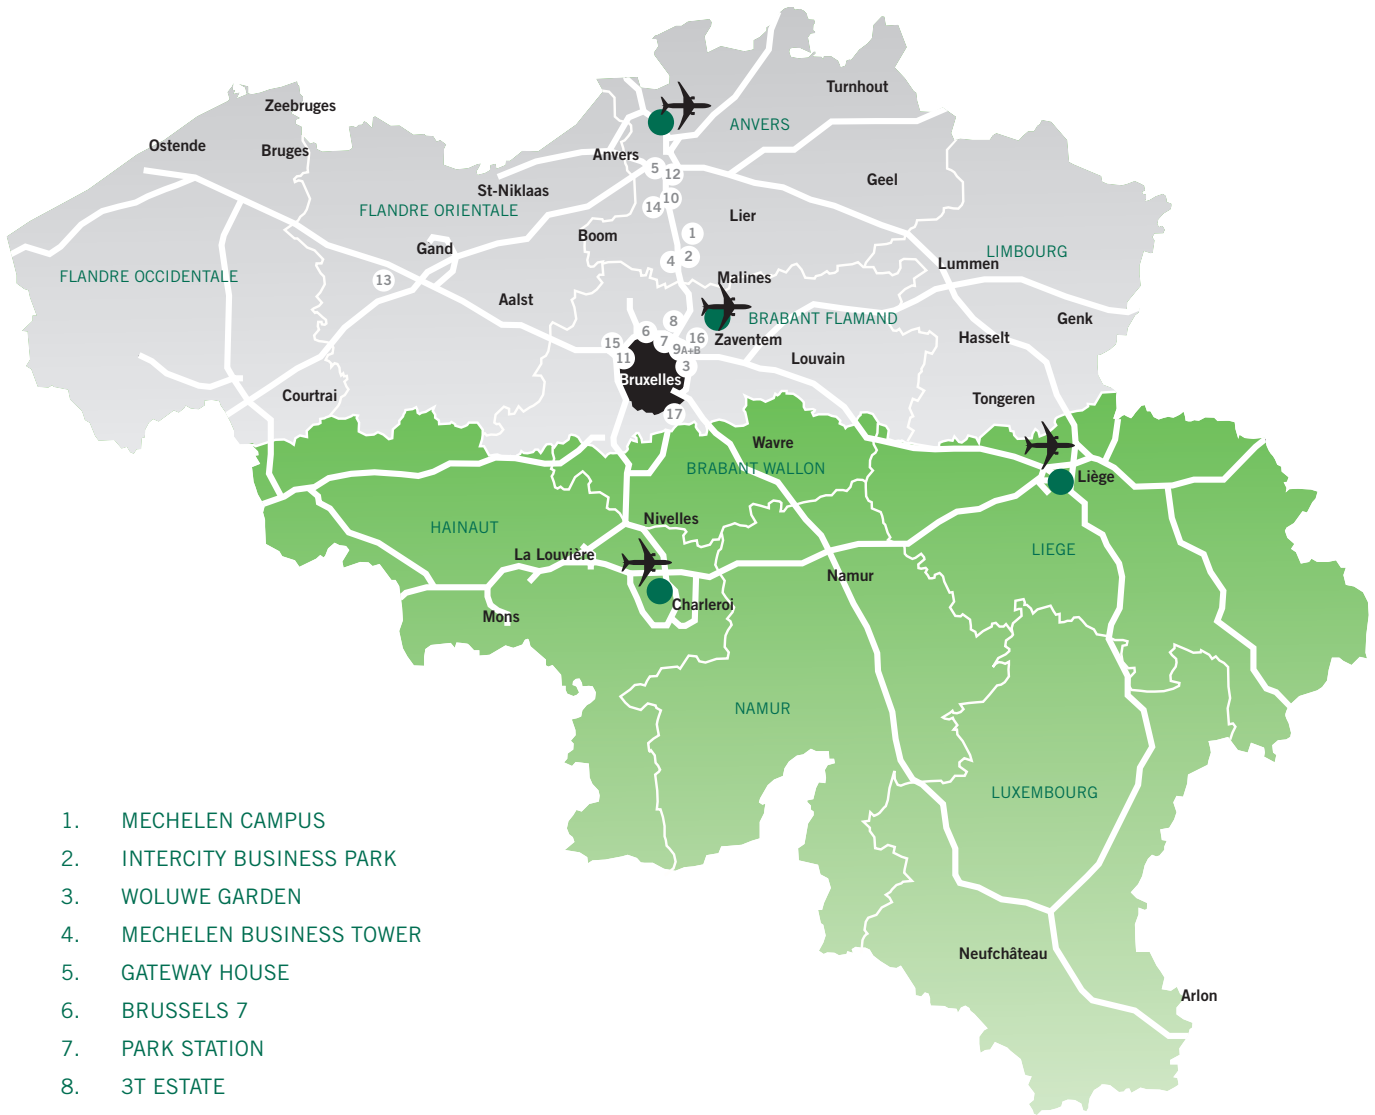 Turnhout
Zeebruges
ANVERS
Ostende
Bruges
Anvers
5
12
Geel
St-Niklaas
10
14
FLANDRE ORIENTALE
Lier
1
Boom
Gand
LIMBOURG
2
4
Lummen
FLANDRE OCCIDENTALE
13
Malines
Aalst
8
BRABANT FLAMAND
Genk
6
7
16
Zaventem
Hasselt
15
9A+B
11
Louvain
3
Bruxelles
Courtrai
Tongeren
17
Wavre
BRABANT WALLON
Liège
Nivelles
HAINAUT
La Louvière
LIEGE
Namur
Charleroi
Mons
NAMUR
LUXEMBOURG
Neufchâteau
Arlon
1. MECHELEN CAMPUS
2. INTERCITY BUSINESS PARK
3. WOLUWE GARDEN
4. MECHELEN BUSINESS TOWER
5. GATEWAY HOUSE
6. BRUSSELS 7
7. PARK STATION
8. 3T ESTATE